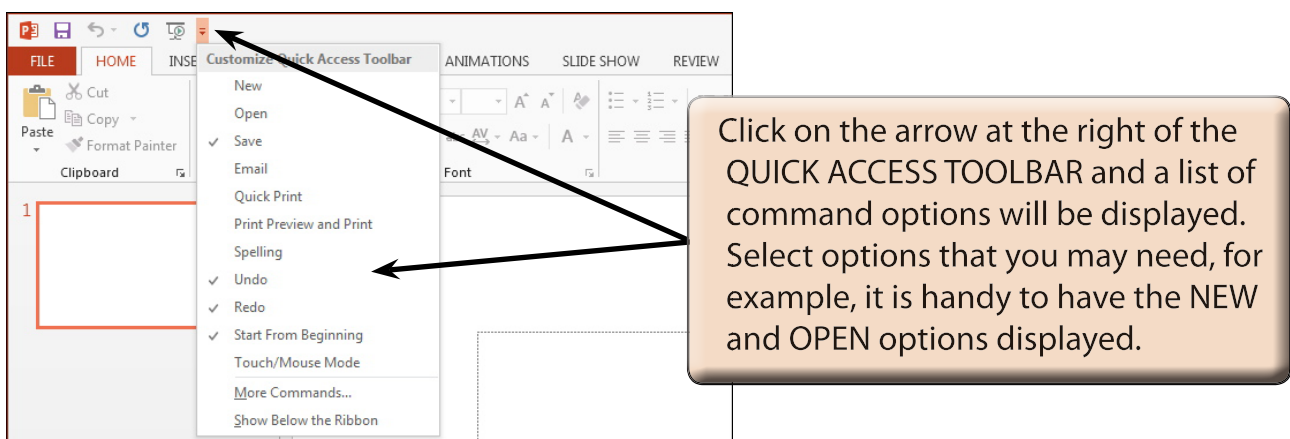 FILE HOME INSE ANIMATIONS SLIDE SHOW REVIEW
Customize Quick Access Toolbar
New
Open
Save
Email
Quick Print
Print Preview and Print
Spelling
Undo
Redo
Start From Beginning
Touch/Mouse Mode
More Commands...
Show Below the Ribbon
Cut
Copy
Format Painter
Paste
Clipboard
A A
abc AV Aa A
Font
1
Click on the arrow at the right of the
QUICK ACCESS TOOLBAR and a list of
command options will be displayed.
Select options that you may need, for
example, it is handy to have the NEW
and OPEN options displayed.